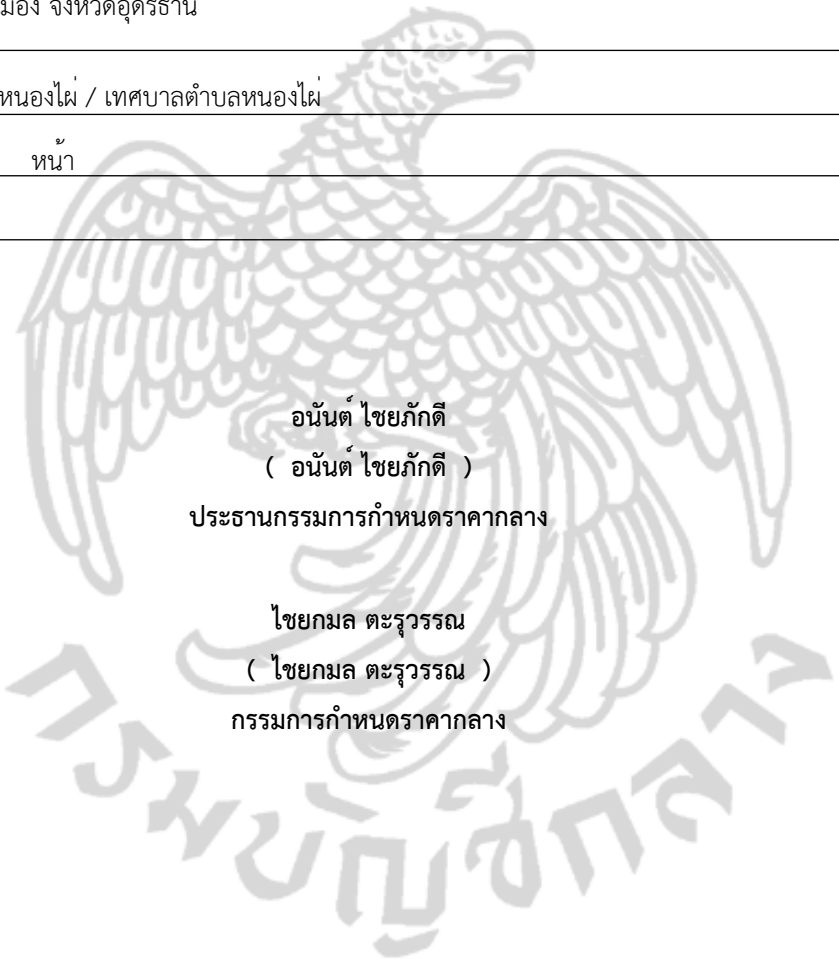 มือง จังหวัดอุดรธานี
หนองไผ่ / เทศบาลตำบลหนองไผ่
หน้า
อนันต์ ไชยภักดี
( อนันต์ ไชยภักดี )
ประธานกรรมการกำหนดราคากลาง
ไชยกมล ตะรุวรรณ
( ไชยกมล ตะรุวรรณ )
กรรมการกำหนดราคากลาง
กรมบัญชีกลาง